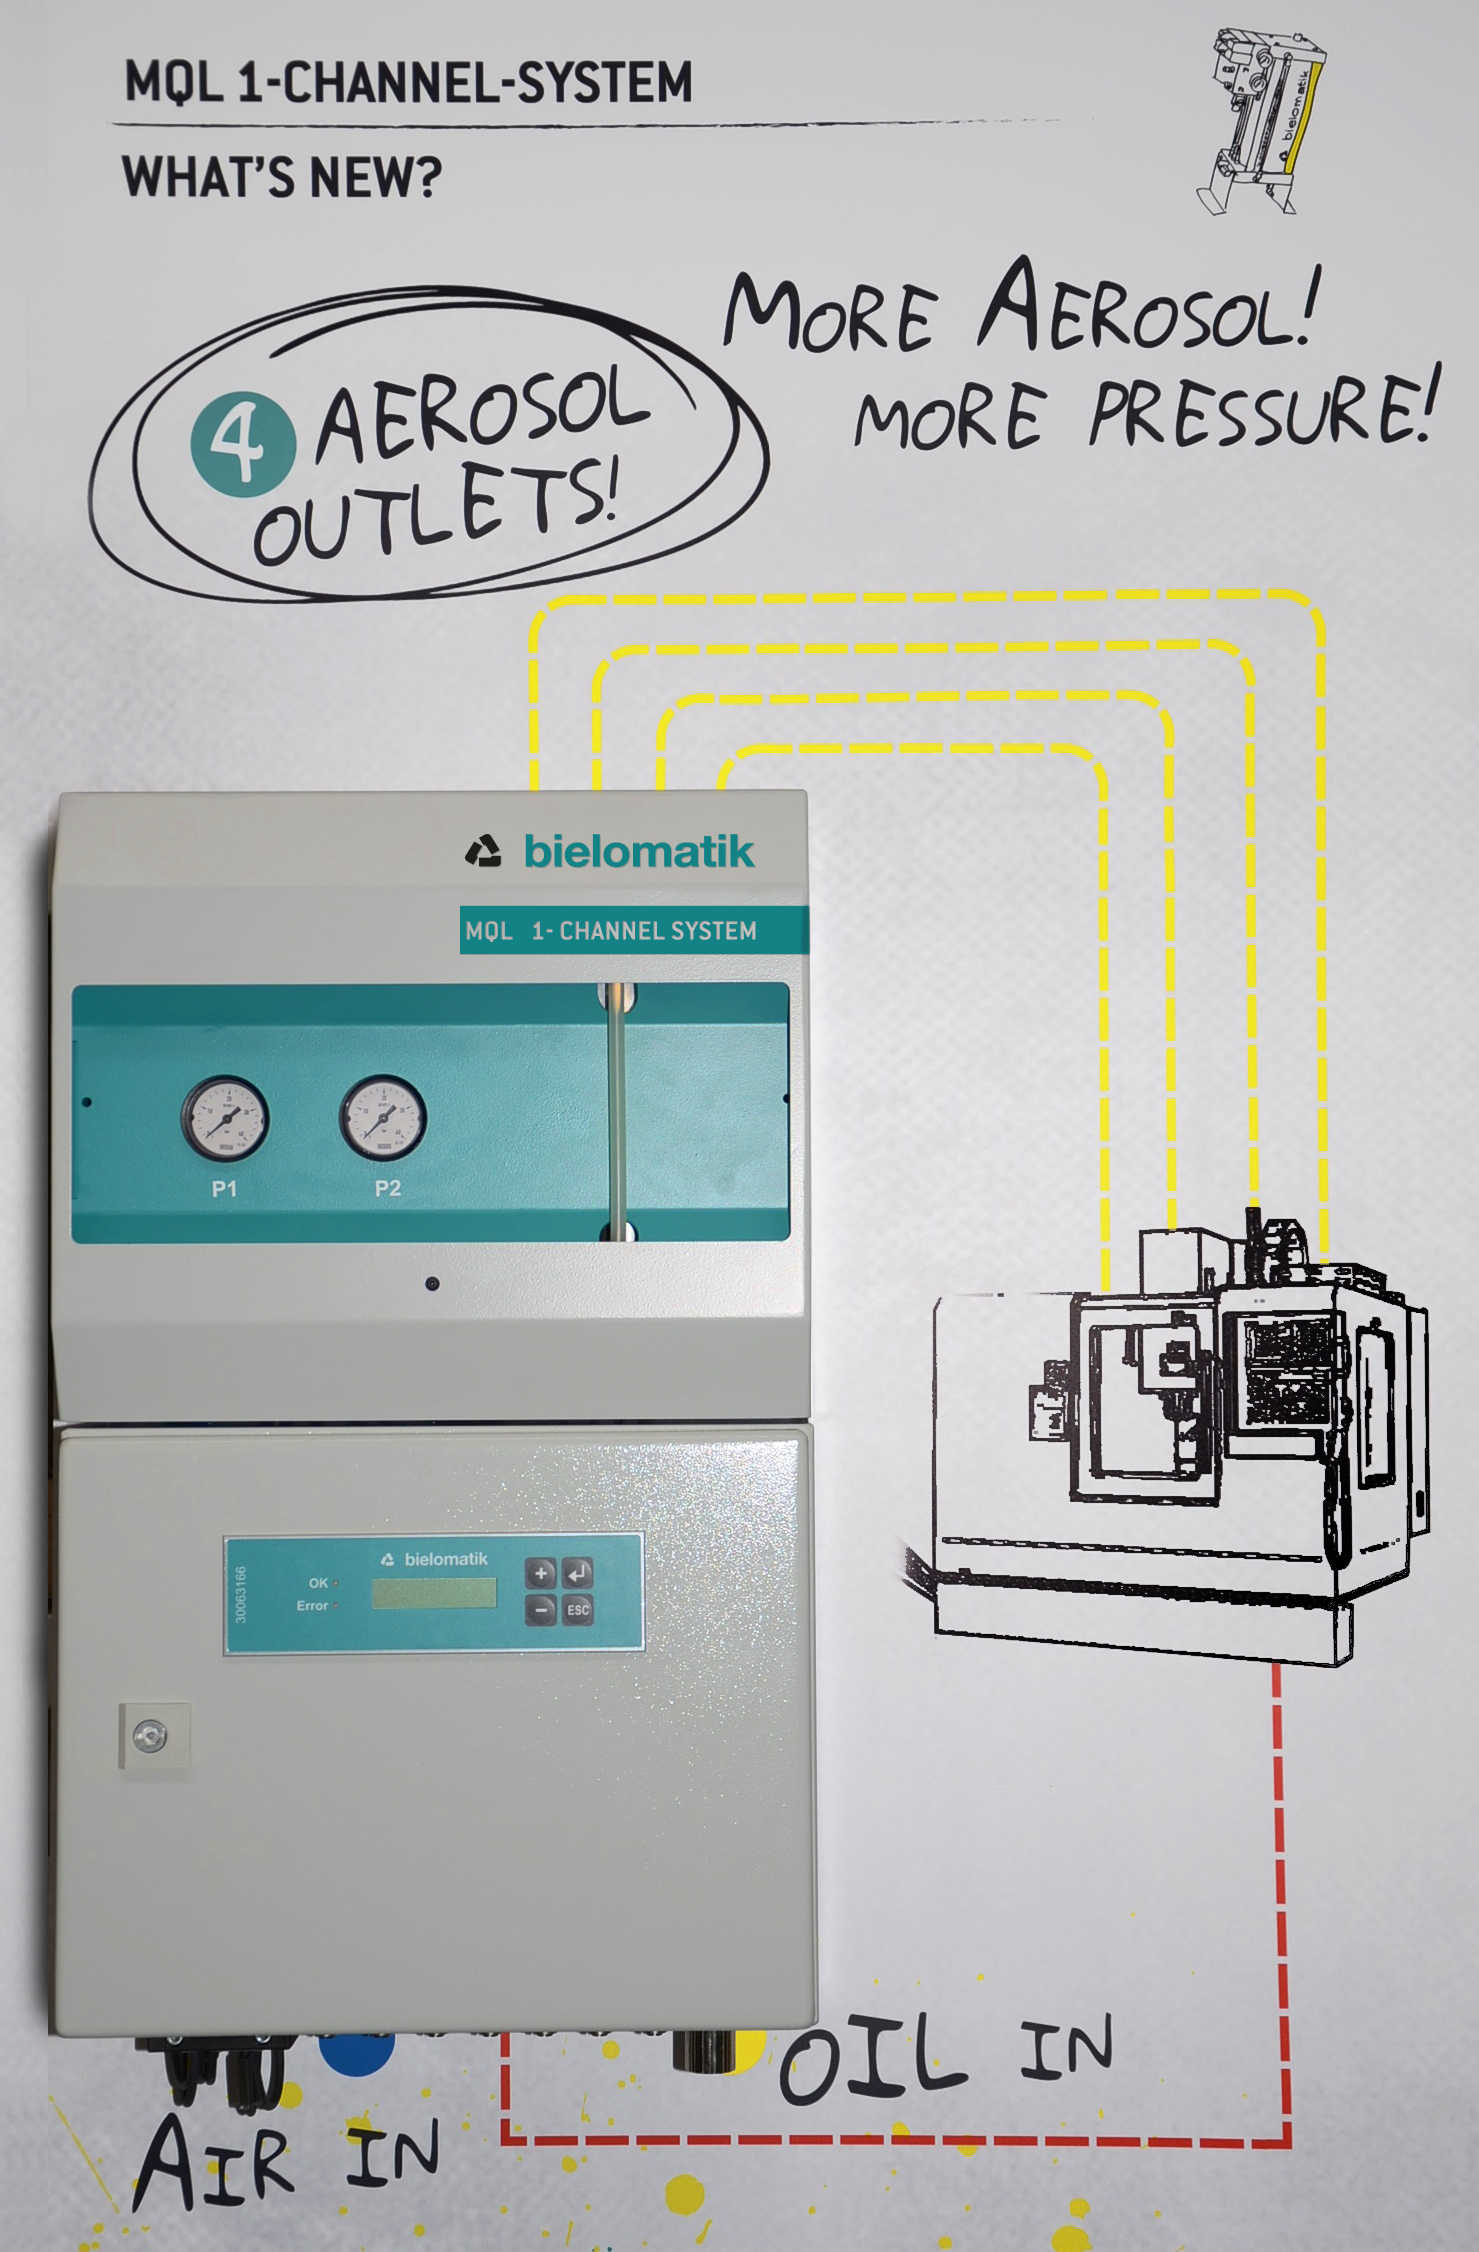 MQL 1-CHANNEL-SYSTEM
WHAT'S NEW?
bielomatik
MORE AEROSOL!
MORE PRESSURE!
4 AEROSOL
OUTLETS!
bielomatik
MQL 1- CHANNEL SYSTEM
P1
P2
bielomatik
OK
Error
30063166
+
-
ESC
OIL IN
AIR IN